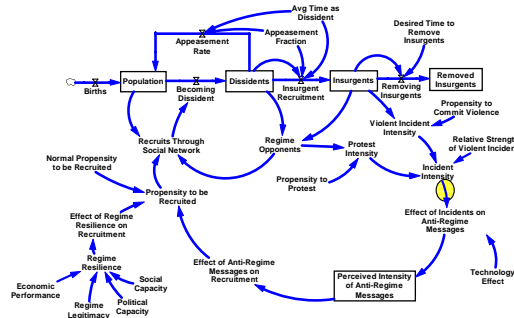 Avg Time as
Dissident
Appeasement
Fraction
Desired Time to
Remove
Insurgents
Appeasement
Rate
Population
Dissidents
Insurgents
Removed
Insurgents
Births
Becoming
Dissident
Insurgent
Recruitment
Removing
Insurgents
Propensity to
Commit Violence
Violent Incident
Intensity
Recruits Through
Social Network
Regime
Opponents
Protest
Intensity
Relative Strengt
of Violent Inciden
Normal Propensity
to be Recruited
Incident
Intensity
Propensity to be
Recruited
Propensity to
Protest
Effect of Regime
Resilience on
Recruitment
Effect of Incidents on
Anti-Regime
Messages
Regime
Resilience
Effect of Anti-Regime
Messages on
Recruitment
Technology
Effect
Economic
Performance
Social
Capacity
Perceived Intensity
of Anti-Regime
Messages
Regime
Legitimacy
Political
Capacity